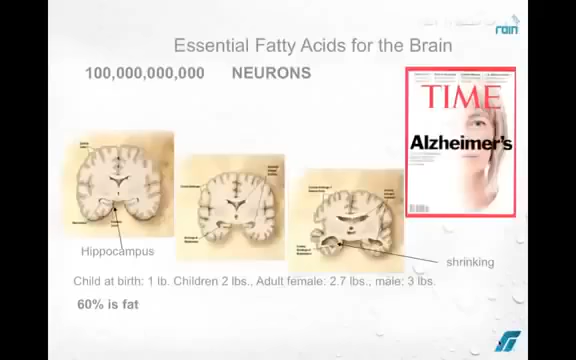 rain
Essential Fatty Acids for the Brain
100,000,000,000 NEURONS
TIME
Alzheimer's
Hippocampus
shrinking
Child at birth: 1 lb. Children 2 lbs., Adult female: 2.7 lbs., male: 3 lbs.
60% is fat